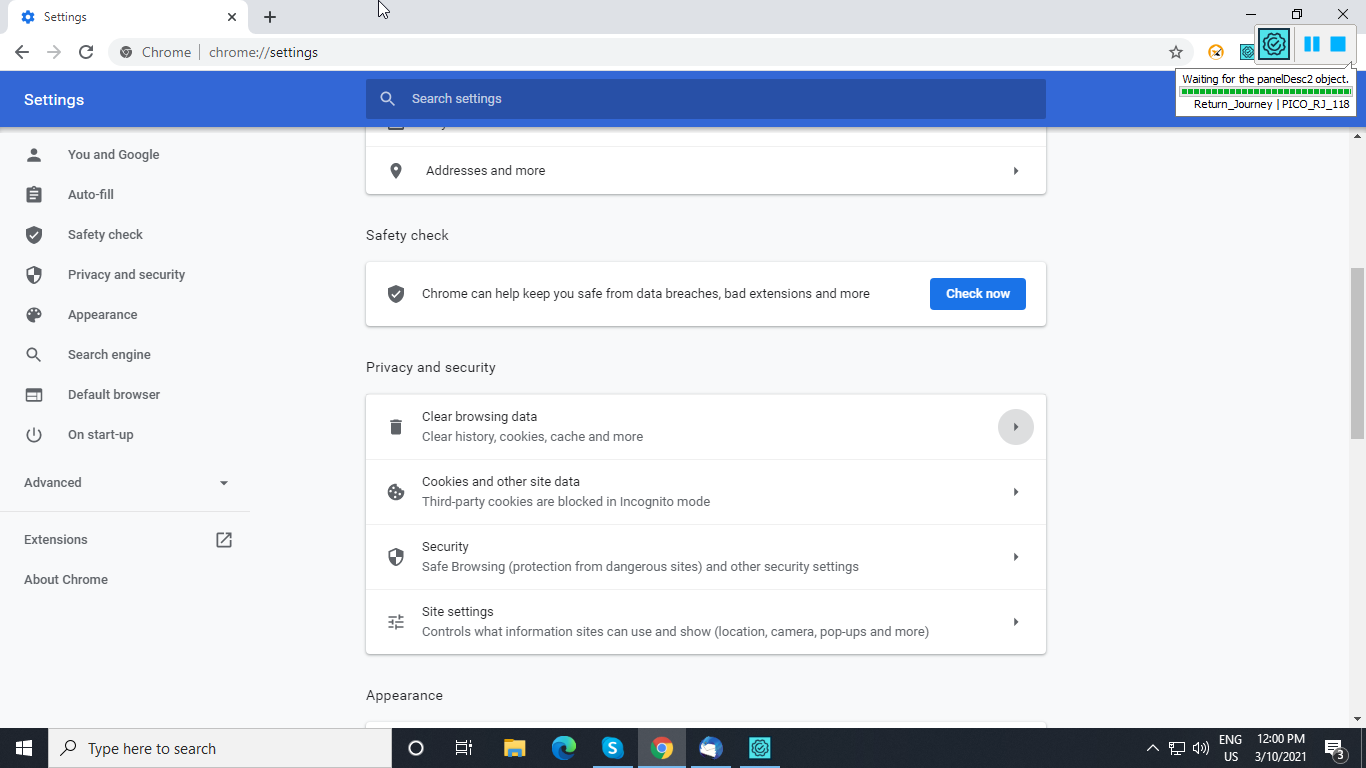 Settings
Chrome
chrome://settings
Waiting for the panelDesc2 object.
Return_Journey | PICO_RJ_118
Settings
Search settings
You and Google
Auto-fill
Safety check
Privacy and security
Appearance
Search engine
Default browser
On start-up
Advanced
Extensions
About Chrome
Addresses and more
Safety check
Chrome can help keep you safe from data breaches, bad extensions and more
Check now
Privacy and security
Clear browsing data
Clear history, cookies, cache and more
Cookies and other site data
Third-party cookies are blocked in Incognito mode
Security
Safe Browsing (protection from dangerous sites) and other security settings
Site settings
Controls what information sites can use and show (location, camera, pop-ups and more)
Appearance
Type here to search
ENG
US
12:00 PM
3/10/2021
3